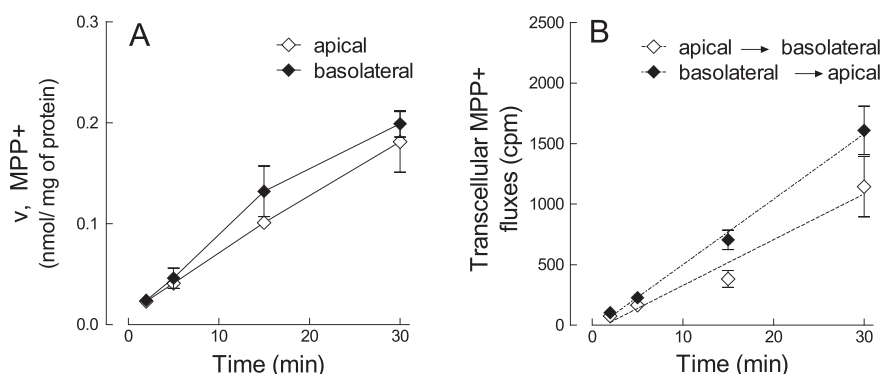 A
apical
basolateral
v, MPP+
(nmol/ mg of protein)
0.3
0.2
0.1
0.0
0
10
20
30
Time (min)
B
apical → basolateral
basolateral → apical
Transcellular MPP+
fluxes (cpm)
2500
2000
1500
1000
500
0
0
10
20
30
Time (min)